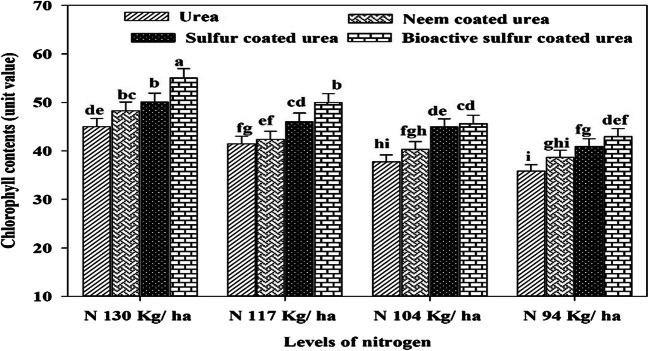 70
60
50
40
30
20
10
Chlorophyll contents (unit value)
Urea
Neem coated urea
Sulfur coated urea
Bioactive sulfur coated urea
de
bc
b
a
fg
ef
cd
b
hi
fgh
de
cd
i
ghi
fg
def
N 130 Kg/ ha
N 117 Kg/ ha
N 104 Kg/ ha
N 94 Kg/ ha
Levels of nitrogen